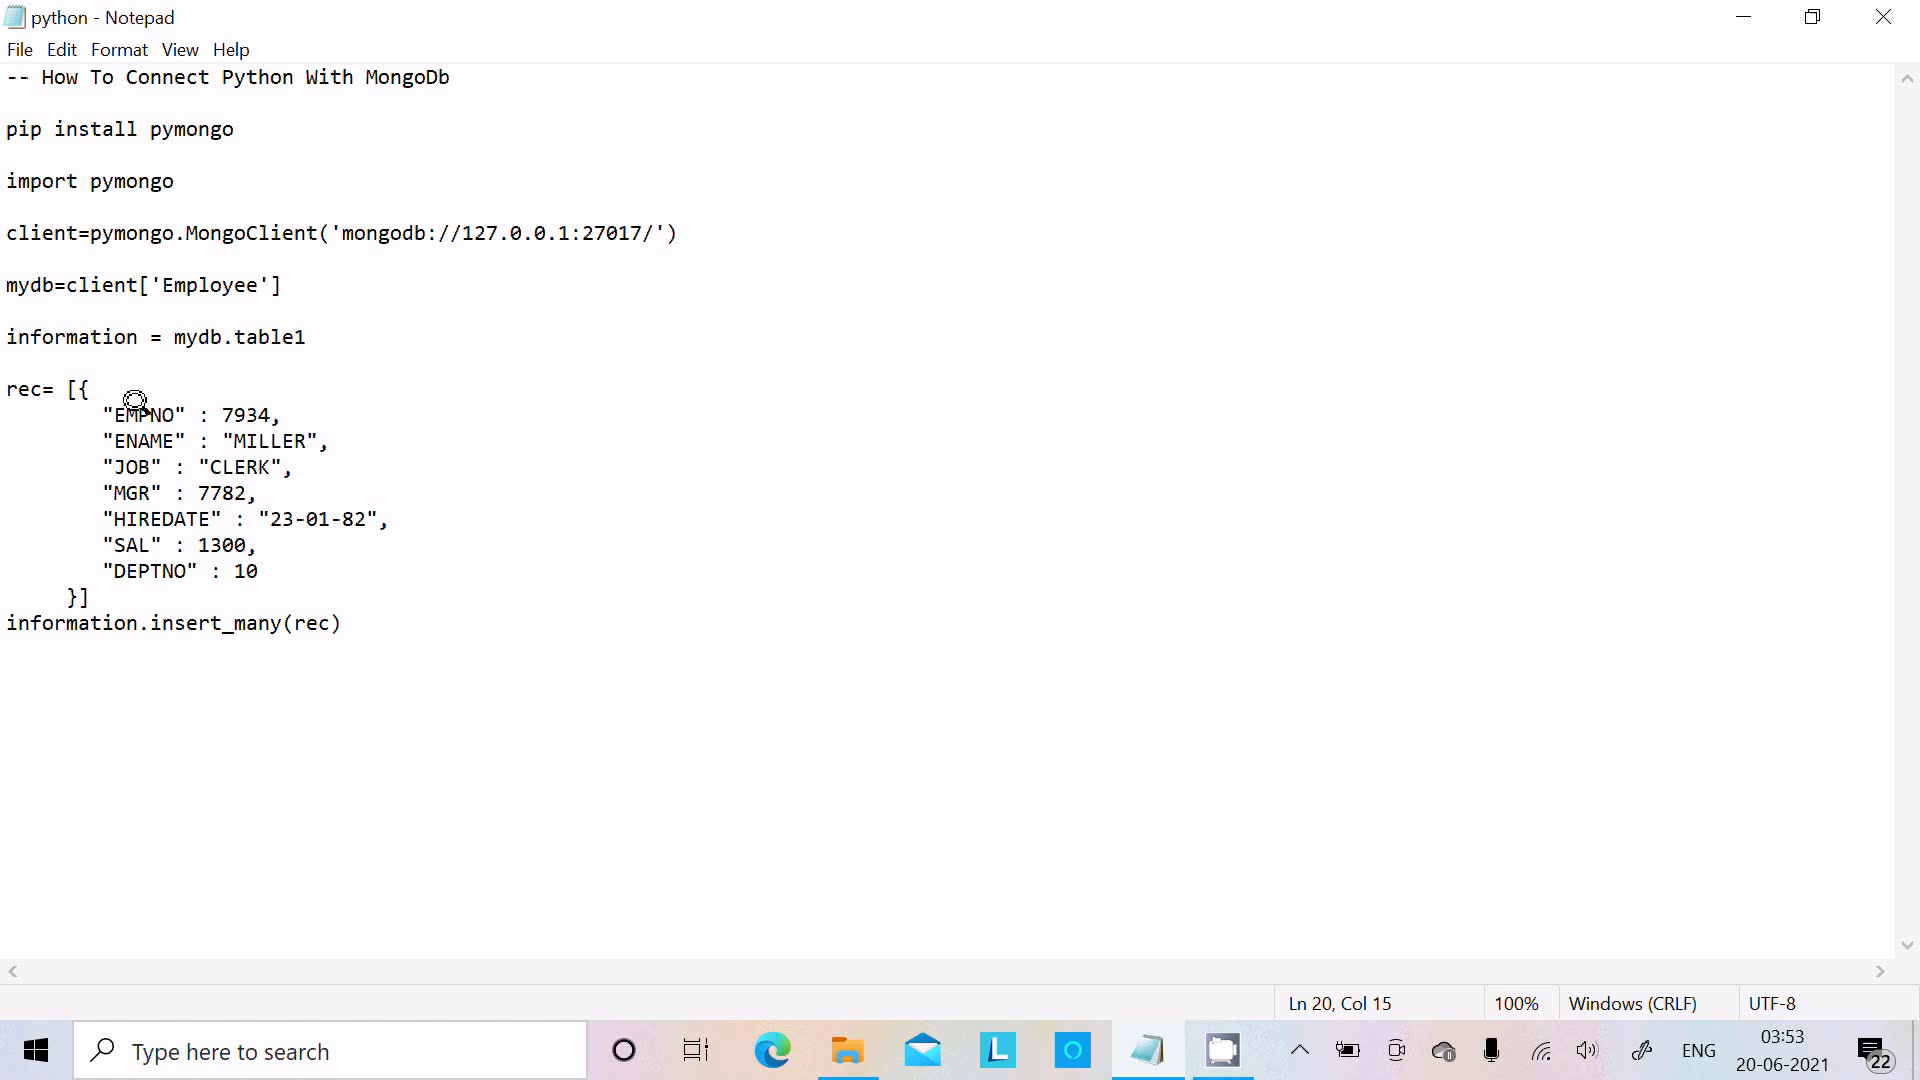 python - Notepad
File Edit Format View Help
-- How To Connect Python With MongoDb
pip install pymongo
import pymongo
client=pymongo.MongoClient('mongodb://127.0.0.1:27017/')
mydb=client['Employee']
information = mydb.table1
rec= [{
"EMPNO" : 7934,
"ENAME" : "MILLER",
"JOB" : "CLERK",
"MGR" : 7782,
"HIREDATE" : "23-01-82",
"SAL" : 1300,
"DEPTNO" : 10
}]
information.insert_many(rec)
Ln 20, Col 15 100% Windows (CRLF) UTF-8
Type here to search
L
ENG
03:53
20-06-2021
22